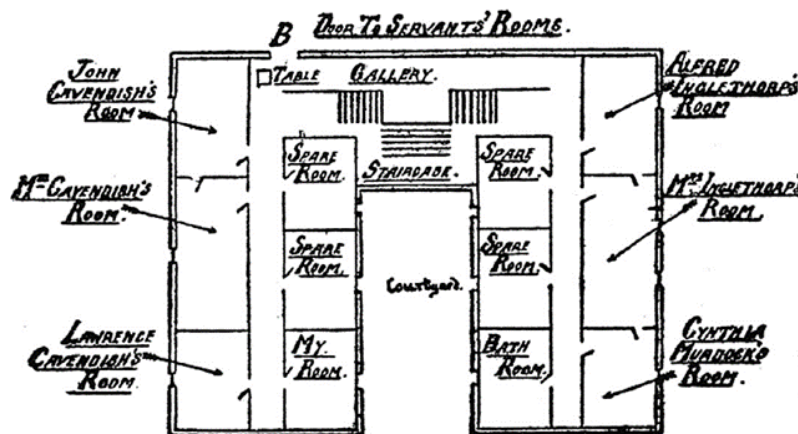 B DOOR TO SERVANTS' ROOMS.
JOHN
CAVENDISH'S
ROOM
TABLE GALLERY.
ALFRED
INGLETHORP'S
ROOM
SPARE
ROOM.
STAIRCASE.
SPARE
ROOM.
MRS CAVENDISH'S
ROOM.
MRS INGLETHORP'S
ROOM.
SPARE
ROOM.
Courtyard.
SPARE
ROOM.
LAWRENCE
CAVENDISH'S
ROOM.
MY
ROOM.
BATH
ROOM.
CYNTHIA
MURDOCH'S
ROOM.